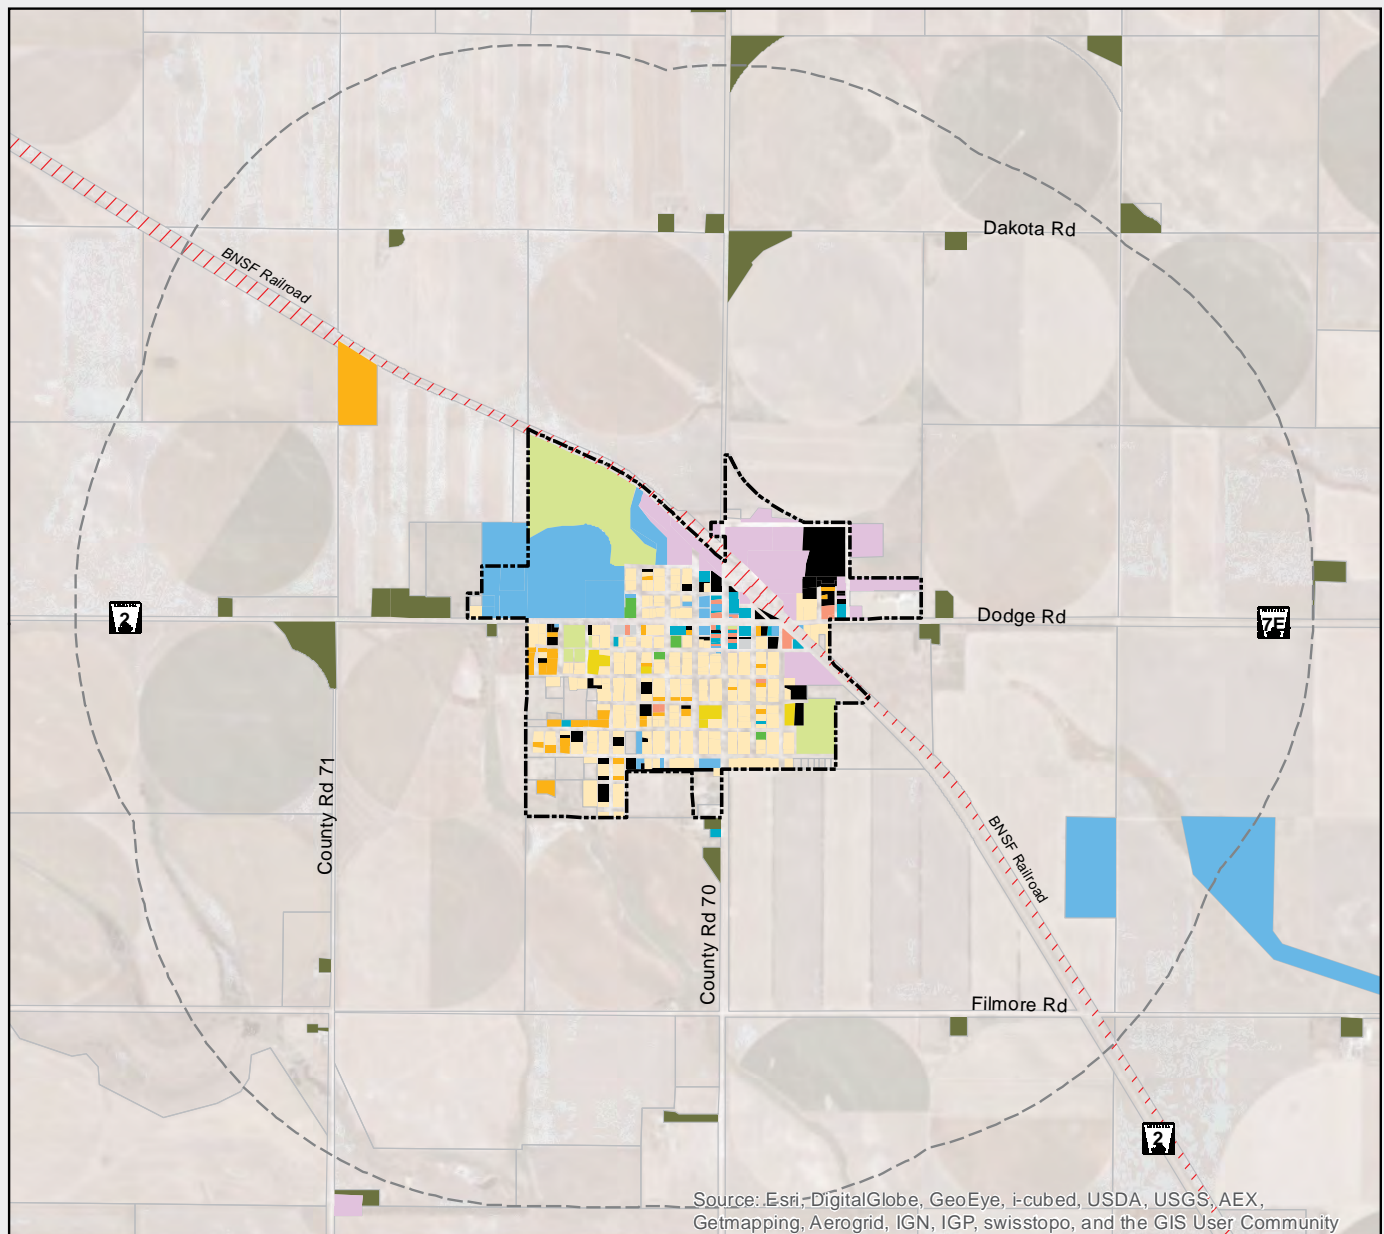 Dakota Rd
BNSF Railroad
2
Dodge Rd
7E
County Rd 71
BNSF Railroad
County Rd 70
Filmore Rd
2
Source: Esri, DigitalGlobe, GeoEye, i-cubed, USDA, USGS, AEX,
Getmapping, Aerogrid, IGN, IGP, swisstopo, and the GIS User Community